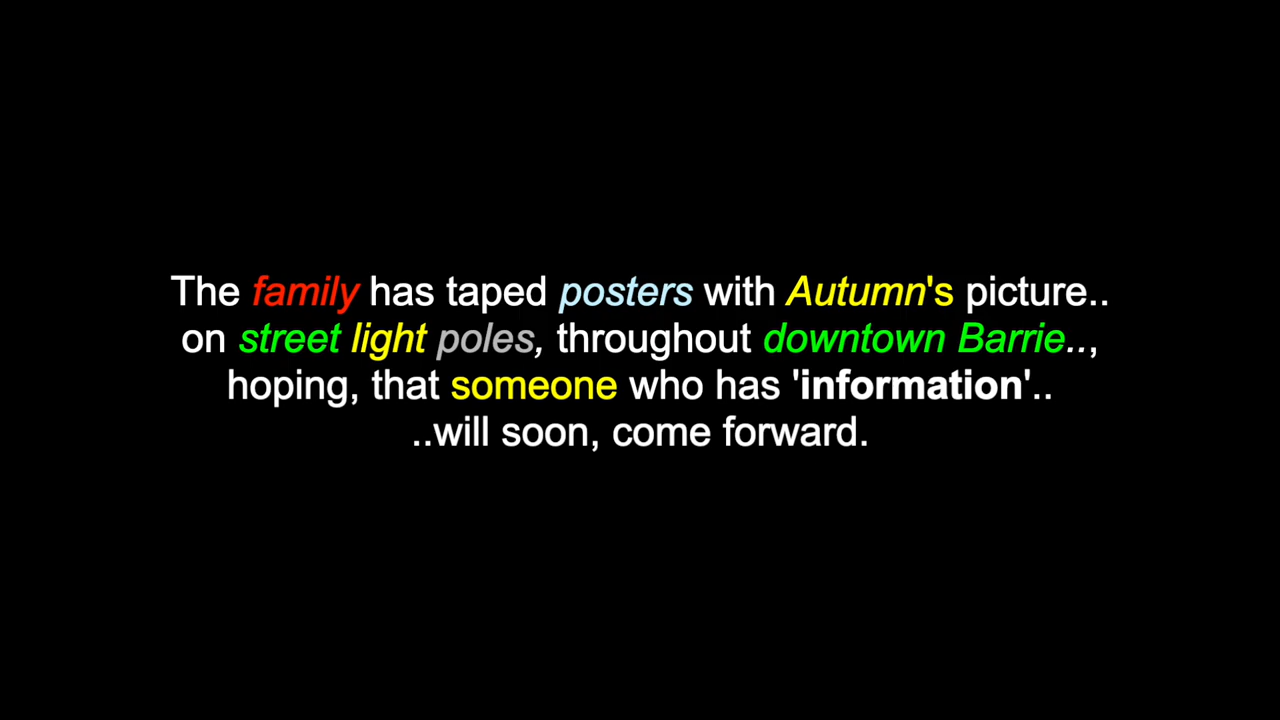 The family has taped posters with Autumn's picture..
on street light poles, throughout downtown Barrie..,
hoping, that someone who has 'information'..
..will soon, come forward.